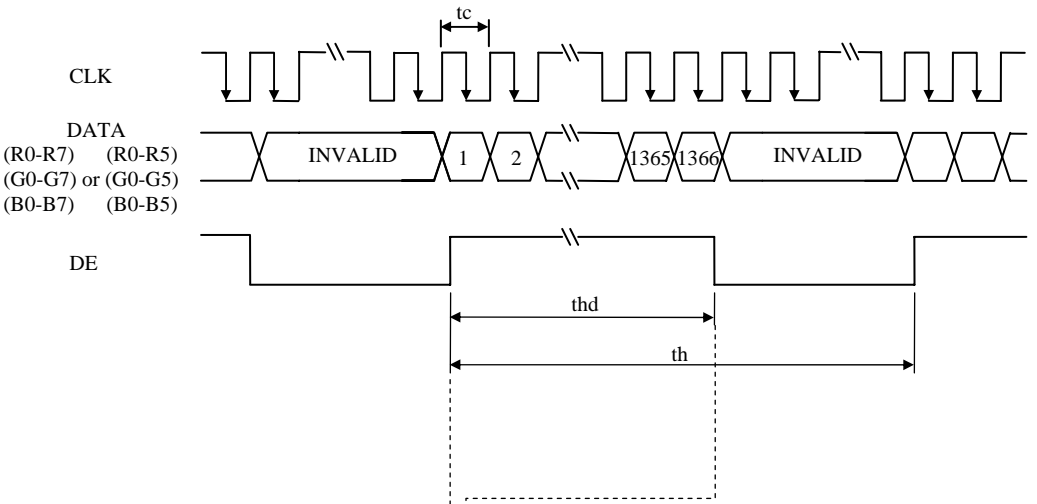 tc
CLK
DATA
(R0-R7) (R0-R5)
(G0-G7) or (G0-G5)
(B0-B7) (B0-B5)
INVALID 1 2 1365 1366 INVALID
DE
thd
th